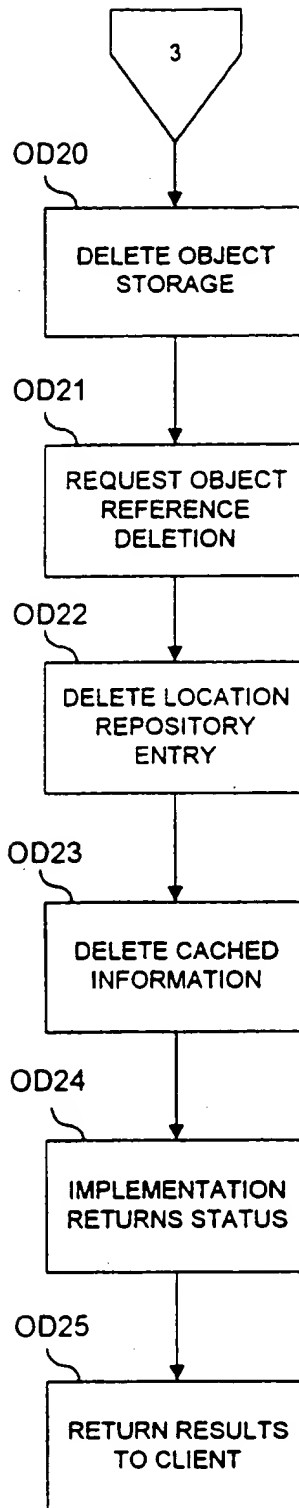 3
OD20
DELETE OBJECT
STORAGE
OD21
REQUEST OBJECT
REFERENCE
DELETION
OD22
DELETE LOCATION
REPOSITORY
ENTRY
OD23
DELETE CACHED
INFORMATION
OD24
IMPLEMENTATION
RETURNS STATUS
OD25
RETURN RESULTS
TO CLIENT